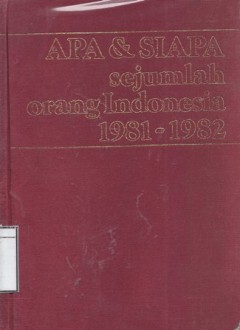 APA & SIAPA
sejumlah
orang Indonesia
1981 - 1982